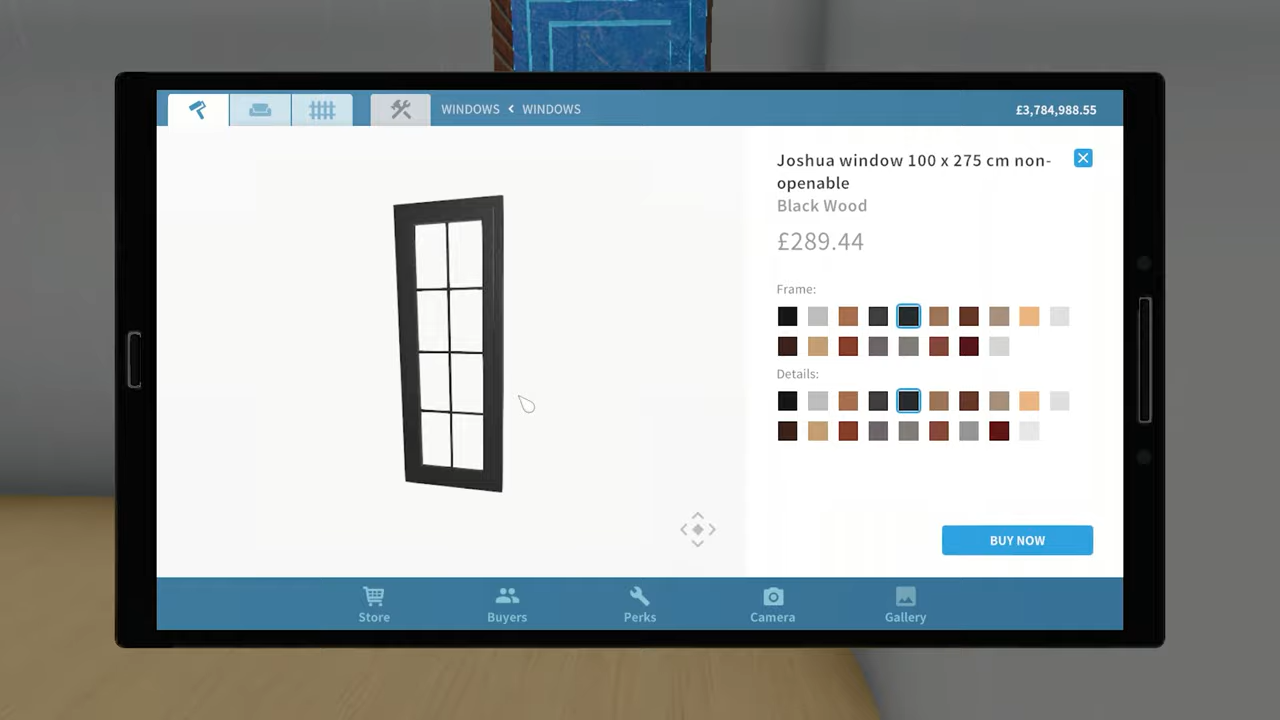 WINDOWS < WINDOWS
£3,784,988.55
Joshua window 100 x 275 cm non-
openable
Black Wood
£289.44
Frame:
Details:
BUY NOW
Store
Buyers
Perks
Camera
Gallery